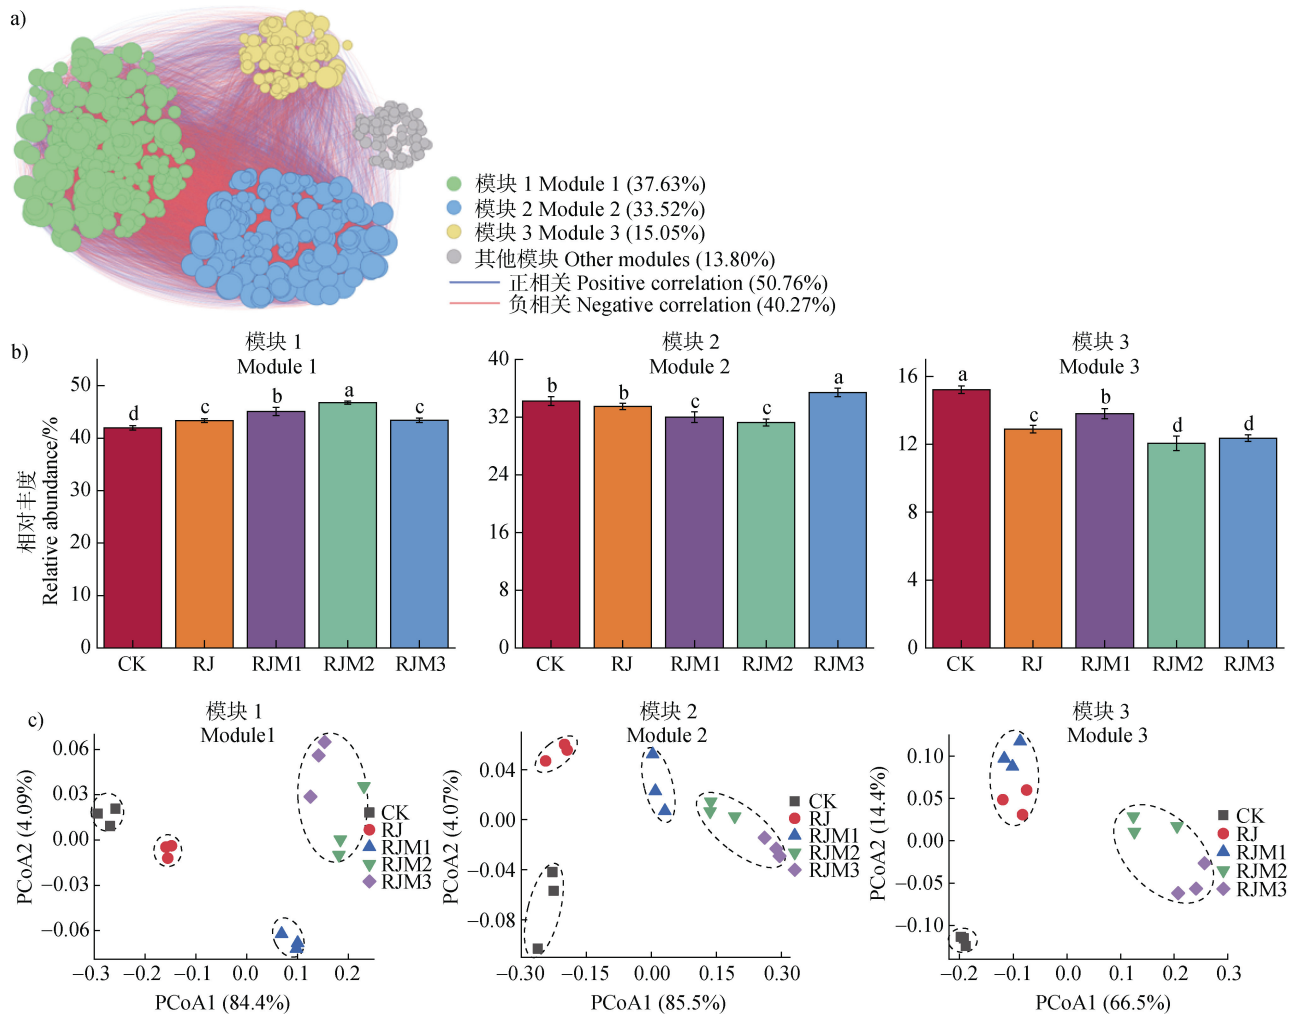 a)
模块 1 Module 1 (37.63%)
模块 2 Module 2 (33.52%)
模块 3 Module 3 (15.05%)
其他模块 Other modules (13.80%)
正相关 Positive correlation (50.76%)
负相关 Negative correlation (40.27%)
b)
相对丰度
Relative abundance/%
模块 1
Module 1
50
40
30
20
10
0
d
c
b
a
c
CK
RJ
RJM1
RJM2
RJM3
模块 2
Module 2
40
32
24
16
8
0
b
b
c
c
a
CK
RJ
RJM1
RJM2
RJM3
模块 3
Module 3
16
12
8
4
0
a
c
b
d
d
CK
RJ
RJM1
RJM2
RJM3
c)
模块 1
Module1
PCoA2 (4.09%)
0.06
0.03
0.00
−0.03
−0.06
−0.3
−0.2
−0.1
0.0
0.1
0.2
PCoA1 (84.4%)
CK
RJ
RJM1
RJM2
RJM3
模块 2
Module 2
PCoA2 (4.07%)
0.04
0.00
−0.04
−0.08
−0.30
−0.15
0.00
0.15
0.30
PCoA1 (85.5%)
CK
RJ
RJM1
RJM2
RJM3
模块 3
Module 3
PCoA2 (14.4%)
0.10
0.05
0.00
−0.05
−0.10
−0.2
−0.1
0.0
0.1
0.2
0.3
PCoA1 (66.5%)
CK
RJ
RJM1
RJM2
RJM3